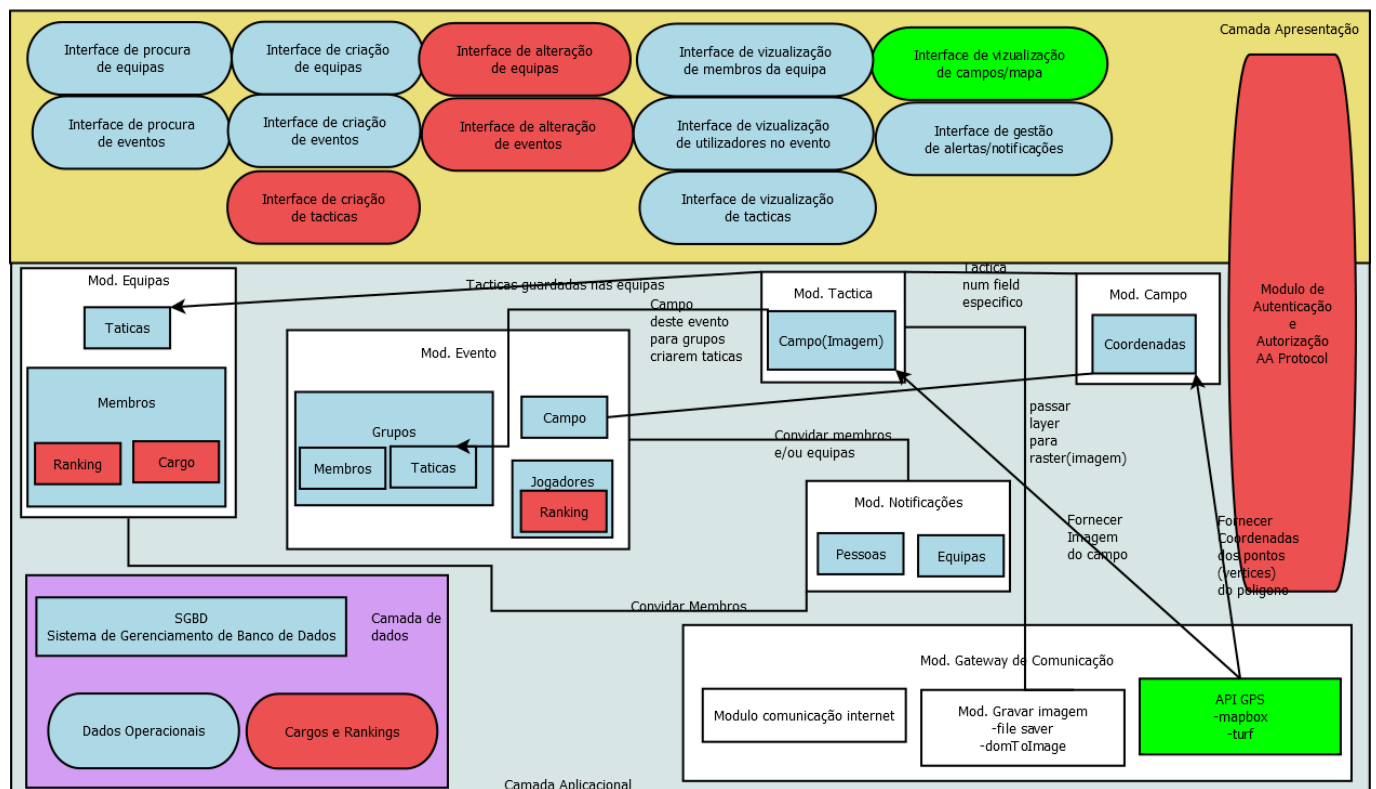 Camada Apresentação
Interface de procura
de equipas
Interface de criação
de equipas
Interface de alteração
de equipas
Interface de vizualização
de membros da equipa
Interface de vizualização
de campos/mapa
Interface de procura
de eventos
Interface de criação
de eventos
Interface de alteração
de eventos
Interface de vizualização
de utilizadores no evento
Interface de gestão
de alertas/notificações
Interface de criação
de tacticas
Interface de vizualização
de tacticas
Modulo de
Autenticação
e
Autorização
AA Protocol
Mod. Equipas
Taticas
Membros
Ranking
Cargo
Tacticas guardadas nas equipas
Mod. Evento
Grupos
Membros
Taticas
Campo
Jogadores
Ranking
Campo
deste evento
para grupos
criarem taticas
Mod. Tactica
Campo(Imagem)
Tactica
num field
especifico
Mod. Campo
Coordenadas
Convidar membros
e/ou equipas
passar
layer
para
raster(imagem)
Mod. Notificações
Pessoas
Equipas
Fornecer
Imagem
do campo
Fornecer
Coordenadas
dos pontos
(vertices)
do poligono
Convidar Membros
SGBD
Sistema de Gerenciamento de Banco de Dados
Camada de
dados
Dados Operacionais
Cargos e Rankings
Mod. Gateway de Comunicação
Modulo comunicação internet
Mod. Gravar imagem
-file saver
-domToImage
API GPS
-mapbox
-turf
Camada Aplicacional